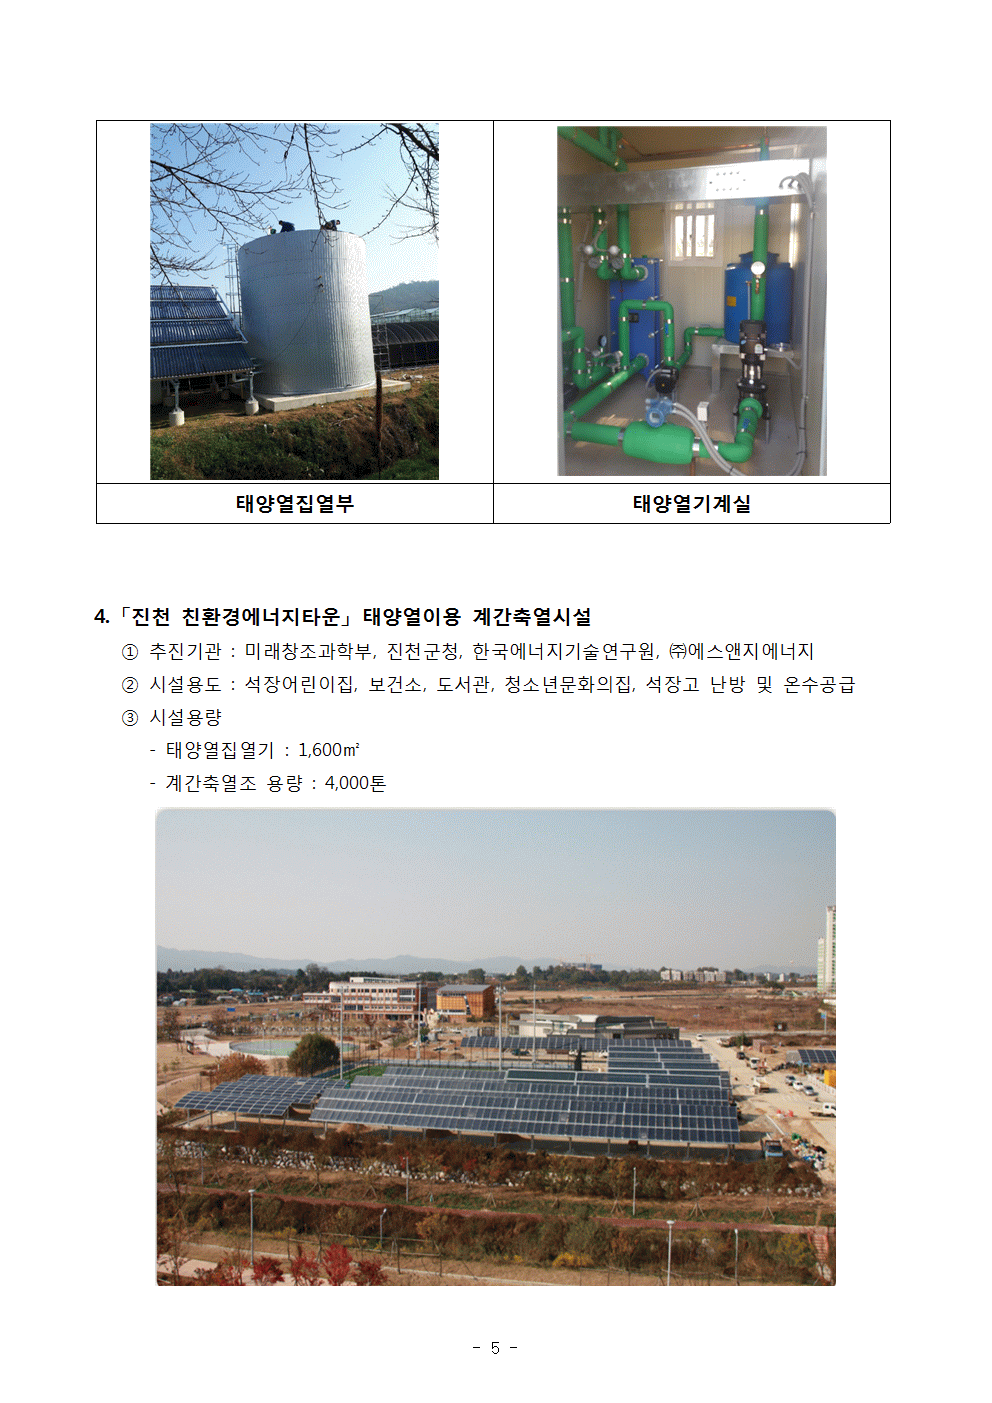 태양열집열부
태양열기계실
4.「진천 친환경에너지타운」태양열이용 계간축열시설
① 추진기관 : 미래창조과학부, 진천군청, 한국에너지기술연구원, ㈜에스앤지에너지
② 시설용도 : 석장어린이집, 보건소, 도서관, 청소년문화의집, 석장고 난방 및 온수공급
③ 시설용량
- 태양열집열기 : 1,600㎡
- 계간축열조 용량 : 4,000톤
- 5 -